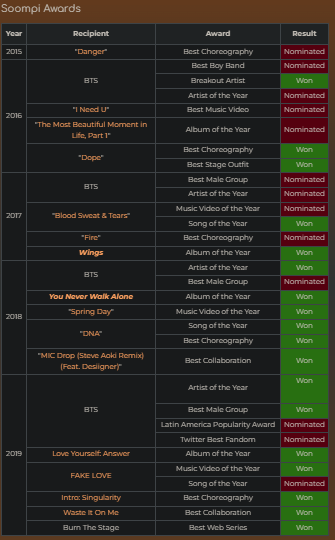 Soompi Awards
Year Recipient Award Result
2015 "Danger" Best Choreography Nominated
2016 BTS Best Boy Band Nominated
Breakout Artist Won
Artist of the Year Nominated
"I Need U" Best Music Video Nominated
"The Most Beautiful Moment in
Life, Part 1" Album of the Year Nominated
"Dope" Best Choreography Won
Best Stage Outfit Won
2017 BTS Best Male Group Nominated
Artist of the Year Nominated
"Blood Sweat & Tears" Music Video of the Year Nominated
Song of the Year Won
"Fire" Best Choreography Nominated
Wings Album of the Year Won
2018 BTS Artist of the Year Won
Best Male Group Nominated
You Never Walk Alone Album of the Year Won
"Spring Day" Music Video of the Year Won
"DNA" Song of the Year Won
Best Choreography Won
"MIC Drop (Steve Aoki Remix)
(Feat. Desiigner)" Best Collaboration Won
2019 BTS Artist of the Year Won
Best Male Group Won
Latin America Popularity Award Nominated
Twitter Best Fandom Nominated
Love Yourself: Answer Album of the Year Won
FAKE LOVE Music Video of the Year Won
Song of the Year Nominated
Intro: Singularity Best Choreography Won
Waste It On Me Best Collaboration Won
Burn The Stage Best Web Series Won